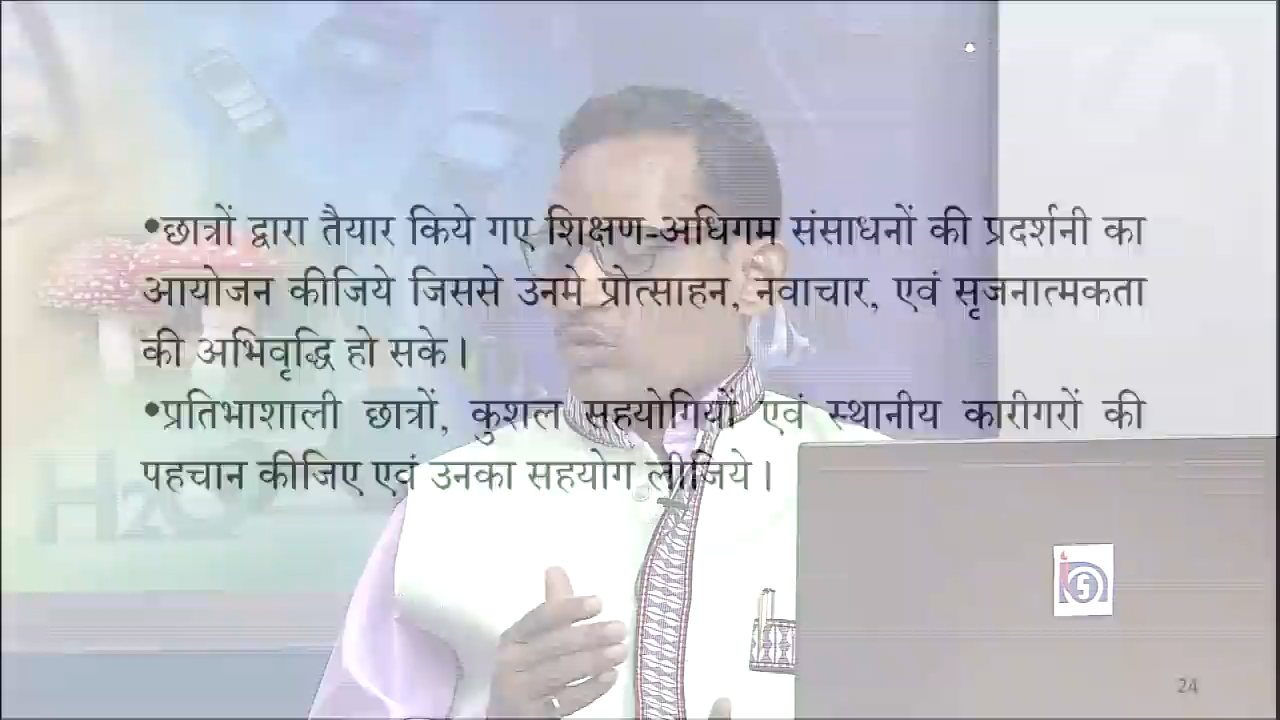 •छात्रों द्वारा तैयार किये गए शिक्षण-अधिगम संसाधनों की प्रदर्शनी का
आयोजन कीजिये जिससे उनमे प्रोत्साहन, नवाचार, एवं सृजनात्मकता
की अभिवृद्धि हो सके।
•प्रतिभाशाली छात्रों, कुशल सहयोगियों एवं स्थानीय कारीगरों की
पहचान कीजिए एवं उनका सहयोग लीजिये।
H2O
24